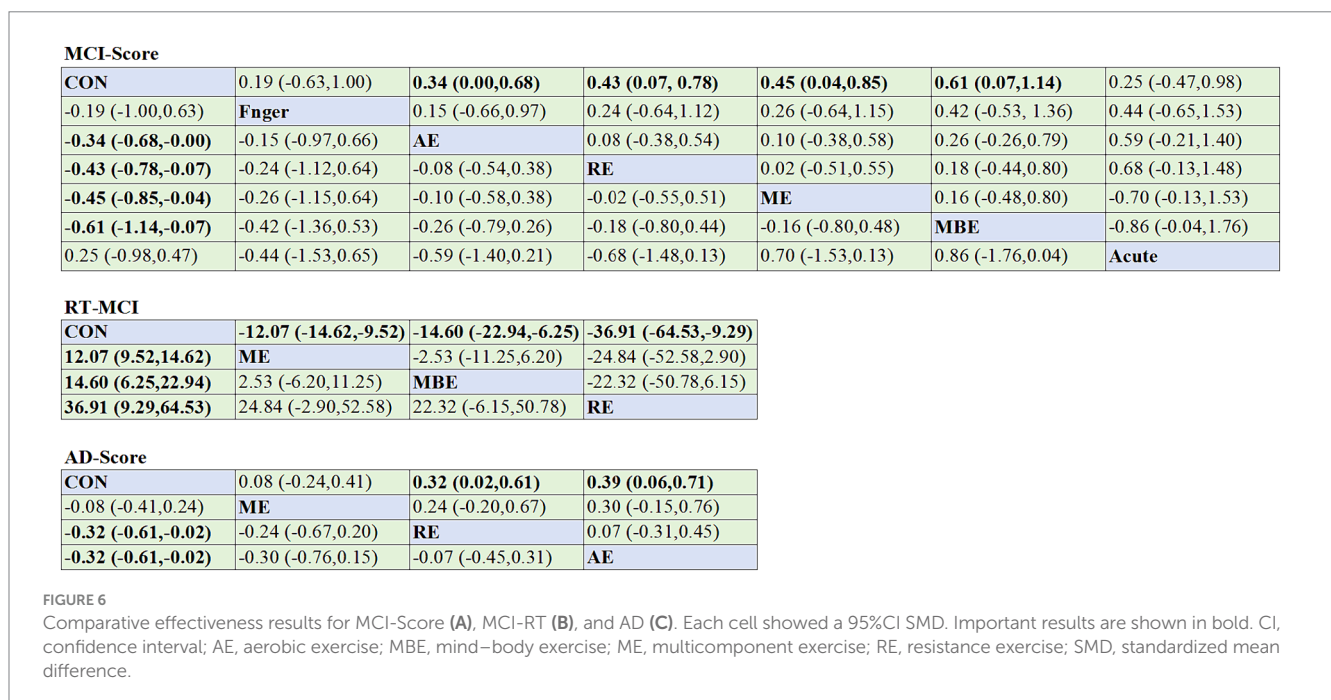 MCI-Score
CON 0.19 (-0.63,1.00) 0.34 (0.00,0.68) 0.43 (0.07, 0.78) 0.45 (0.04,0.85) 0.61 (0.07,1.14) 0.25 (-0.47,0.98)
-0.19 (-1.00,0.63) Fnger 0.15 (-0.66,0.97) 0.24 (-0.64,1.12) 0.26 (-0.64,1.15) 0.42 (-0.53, 1.36) 0.44 (-0.65,1.53)
-0.34 (-0.68,-0.00) -0.15 (-0.97,0.66) AE 0.08 (-0.38,0.54) 0.10 (-0.38,0.58) 0.26 (-0.26,0.79) 0.59 (-0.21,1.40)
-0.43 (-0.78,-0.07) -0.24 (-1.12,0.64) -0.08 (-0.54,0.38) RE 0.02 (-0.51,0.55) 0.18 (-0.44,0.80) 0.68 (-0.13,1.48)
-0.45 (-0.85,-0.04) -0.26 (-1.15,0.64) -0.10 (-0.58,0.38) -0.02 (-0.55,0.51) ME 0.16 (-0.48,0.80) -0.70 (-0.13,1.53)
-0.61 (-1.14,-0.07) -0.42 (-1.36,0.53) -0.26 (-0.79,0.26) -0.18 (-0.80,0.44) -0.16 (-0.80,0.48) MBE -0.86 (-0.04,1.76)
0.25 (-0.98,0.47) -0.44 (-1.53,0.65) -0.59 (-1.40,0.21) -0.68 (-1.48,0.13) 0.70 (-1.53,0.13) 0.86 (-1.76,0.04) Acute
RT-MCI
CON -12.07 (-14.62,-9.52) -14.60 (-22.94,-6.25) -36.91 (-64.53,-9.29)
12.07 (9.52,14.62) ME -2.53 (-11.25,6.20) -24.84 (-52.58,2.90)
14.60 (6.25,22.94) 2.53 (-6.20,11.25) MBE -22.32 (-50.78,6.15)
36.91 (9.29,64.53) 24.84 (-2.90,52.58) 22.32 (-6.15,50.78) RE
AD-Score
CON 0.08 (-0.24,0.41) 0.32 (0.02,0.61) 0.39 (0.06,0.71)
-0.08 (-0.41,0.24) ME 0.24 (-0.20,0.67) 0.30 (-0.15,0.76)
-0.32 (-0.61,-0.02) -0.24 (-0.67,0.20) RE 0.07 (-0.31,0.45)
-0.32 (-0.61,-0.02) -0.30 (-0.76,0.15) -0.07 (-0.45,0.31) AE
FIGURE 6
Comparative effectiveness results for MCI-Score (A), MCI-RT (B), and AD (C). Each cell showed a 95%CI SMD. Important results are shown in bold. CI,
confidence interval; AE, aerobic exercise; MBE, mind–body exercise; ME, multicomponent exercise; RE, resistance exercise; SMD, standardized mean
difference.